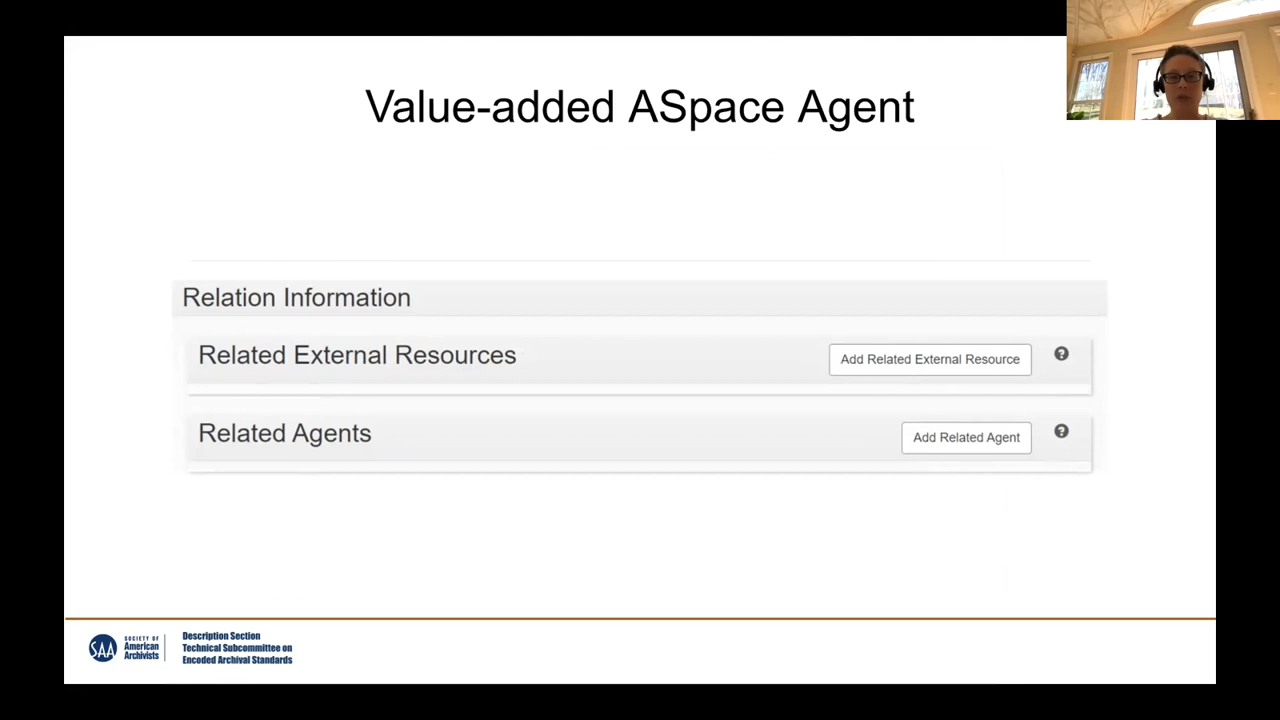 Value-added ASpace Agent
Relation Information
Related External Resources
Add Related External Resource
?
Related Agents
Add Related Agent
?
SAA
SOCIETY OF
American
Archivists
Description Section
Technical Subcommittee on
Encoded Archival Standards